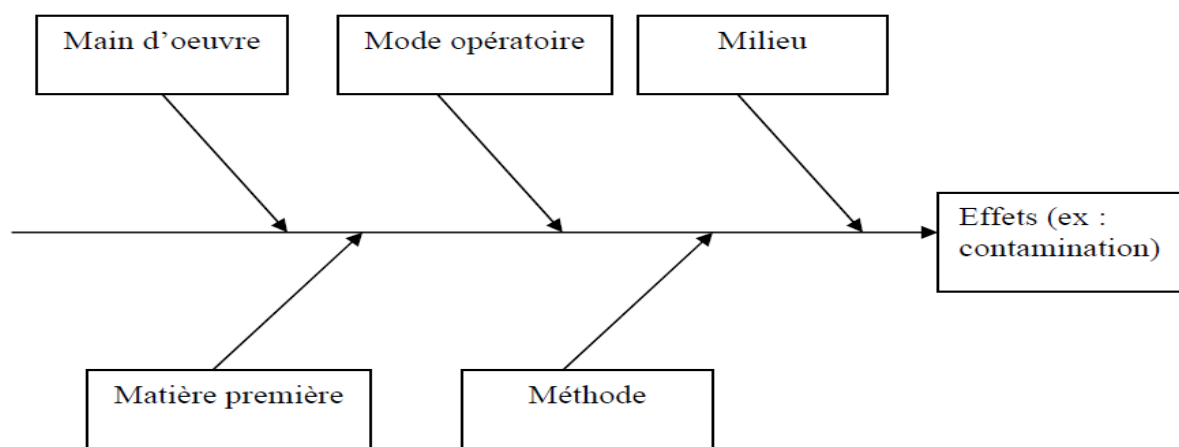 Main d’oeuvre
Mode opératoire
Milieu
Effets (ex :
contamination)
Matière première
Méthode